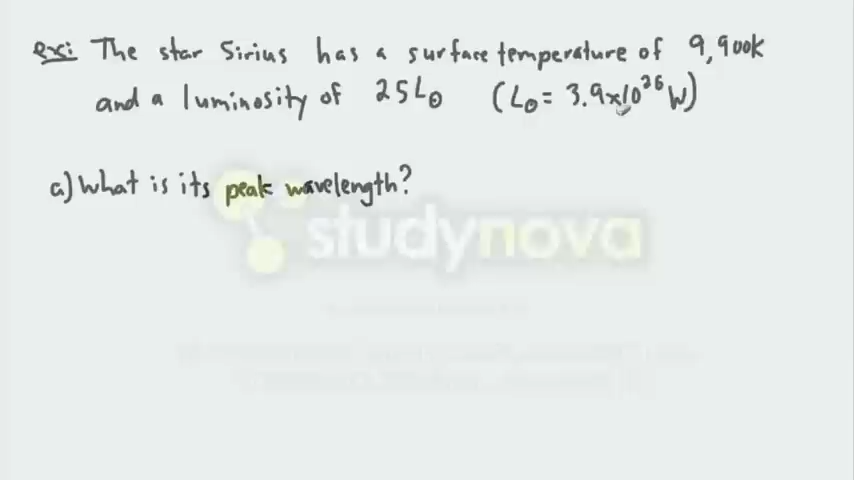 ex: The star Sirius has a surface temperature of 9,900K
and a luminosity of 25L⊙ (L⊙ = 3.9x10²⁶ W)
a) What is its peak wavelength?
studynova